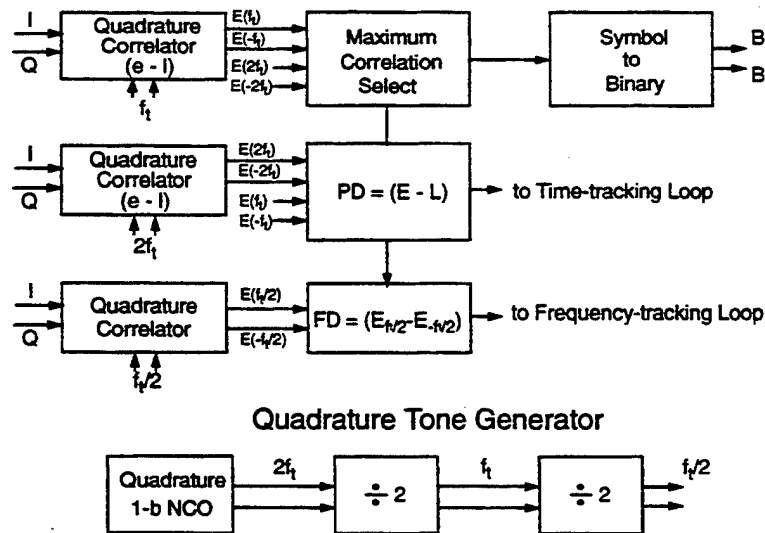 I
Q
Quadrature
Correlator
(e - l)
f_t
E(f_t)
E(-f_t)
E(2f_t)
E(-2f_t)
Maximum
Correlation
Select
Symbol
to
Binary
B
B
I
Q
Quadrature
Correlator
(e - l)
2f_t
E(2f_t)
E(-2f_t)
E(f_t)
E(-f_t)
PD = (E - L)
to Time-tracking Loop
I
Q
Quadrature
Correlator
f_t/2
E(f_t/2)
E(-f_t/2)
FD = (E_ft/2-E_-ft/2)
to Frequency-tracking Loop
Quadrature Tone Generator
Quadrature
1-b NCO
2f_t
÷ 2
f_t
÷ 2
f_t/2